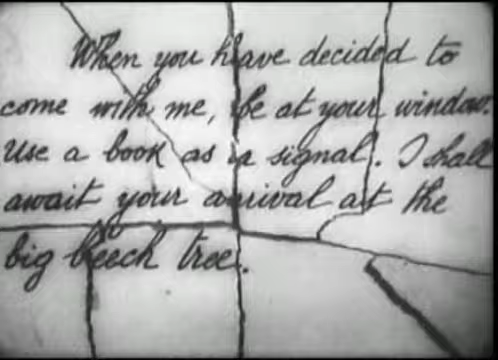 When you have decided to
come with me, be at your window.
Use a book as a signal. I shall
await your arrival at the
big beech tree.